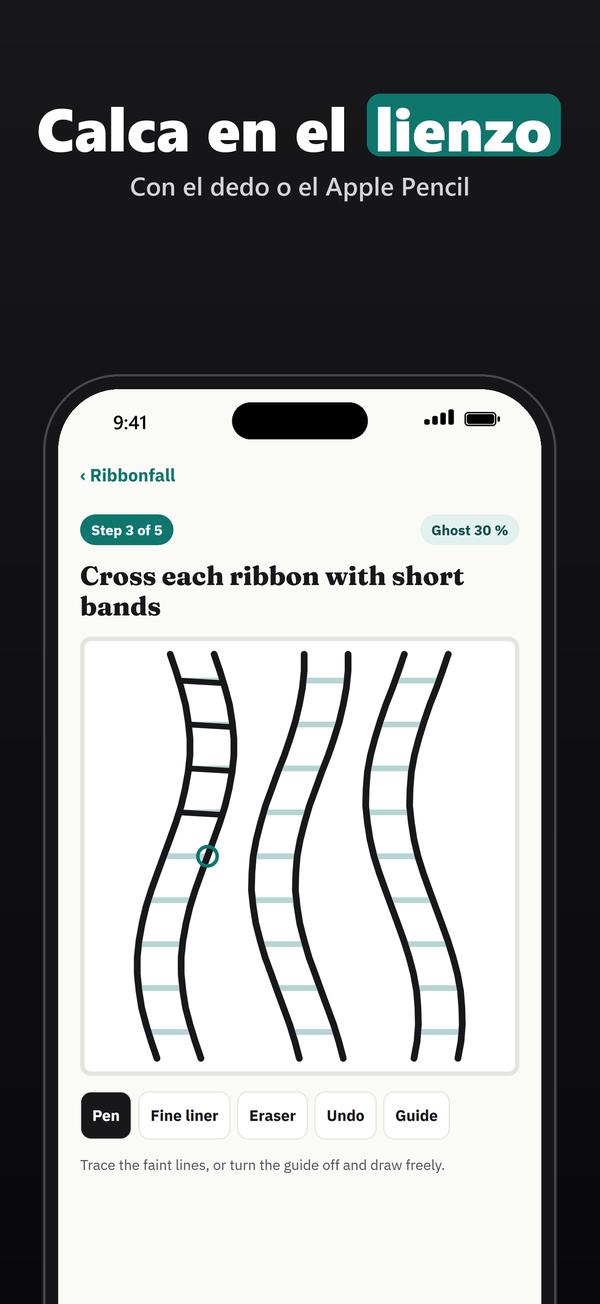 Calca en el lienzo
Con el dedo o el Apple Pencil
9:41
‹ Ribbonfall
Step 3 of 5
Ghost 30 %
Cross each ribbon with short
bands
Pen
Fine liner
Eraser
Undo
Guide
Trace the faint lines, or turn the guide off and draw freely.